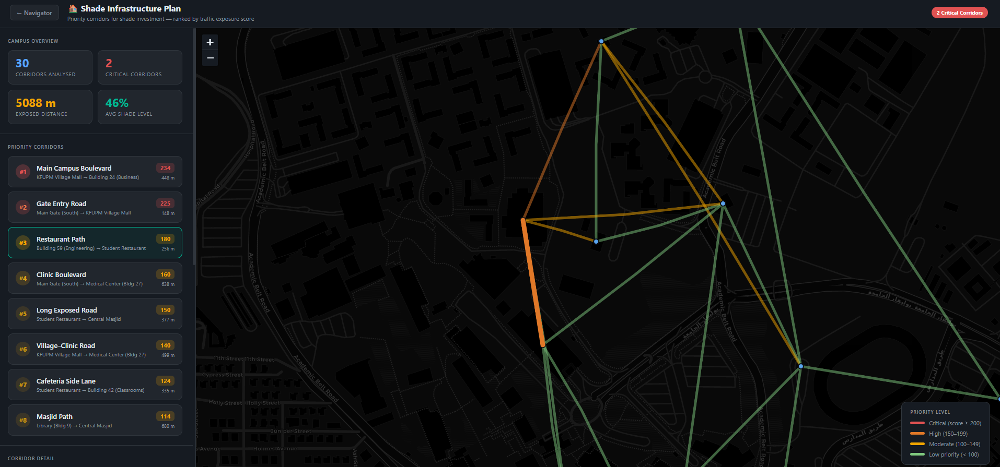 ← Navigator
Shade Infrastructure Plan
Priority corridors for shade investment — ranked by traffic exposure score
2 Critical Corridors
CAMPUS OVERVIEW
30
CORRIDORS ANALYSED
2
CRITICAL CORRIDORS
5088 m
EXPOSED DISTANCE
46%
AVG SHADE LEVEL
PRIORITY CORRIDORS
#1 Main Campus Boulevard 234
KFUPM Village Mall → Building 24 (Business) 448 m
#2 Gate Entry Road 225
Main Gate (South) → KFUPM Village Mall 148 m
#3 Restaurant Path 180
Building 59 (Engineering) → Student Restaurant 256 m
#4 Clinic Boulevard 160
Main Gate (South) → Medical Center (Bldg 27) 638 m
#5 Long Exposed Road 150
Student Restaurant → Central Masjid 377 m
#6 Village–Clinic Road 140
KFUPM Village Mall → Medical Center (Bldg 27) 499 m
#7 Cafeteria Side Lane 124
Student Restaurant → Building 42 (Classrooms) 335 m
#8 Masjid Path 114
Library (Bldg 9) → Central Masjid 680 m
CORRIDOR DETAIL
+
−
Hospital Road
Academic Belt Road
Academic Belt Road
Academic Belt Road
Academic Belt Road
Academic Belt Road
Academic Belt Road
بوليفار الجامعة
بوليفار الجامعة
طريق المدارس
طريق المدارس
11th Street
11th Street
Cypress Street
Holly Street
Holly Street
Juniper Street
Holmes Avenue
PRIORITY LEVEL
Critical (score ≥ 200)
High (150–199)
Moderate (100–149)
Low priority (< 100)